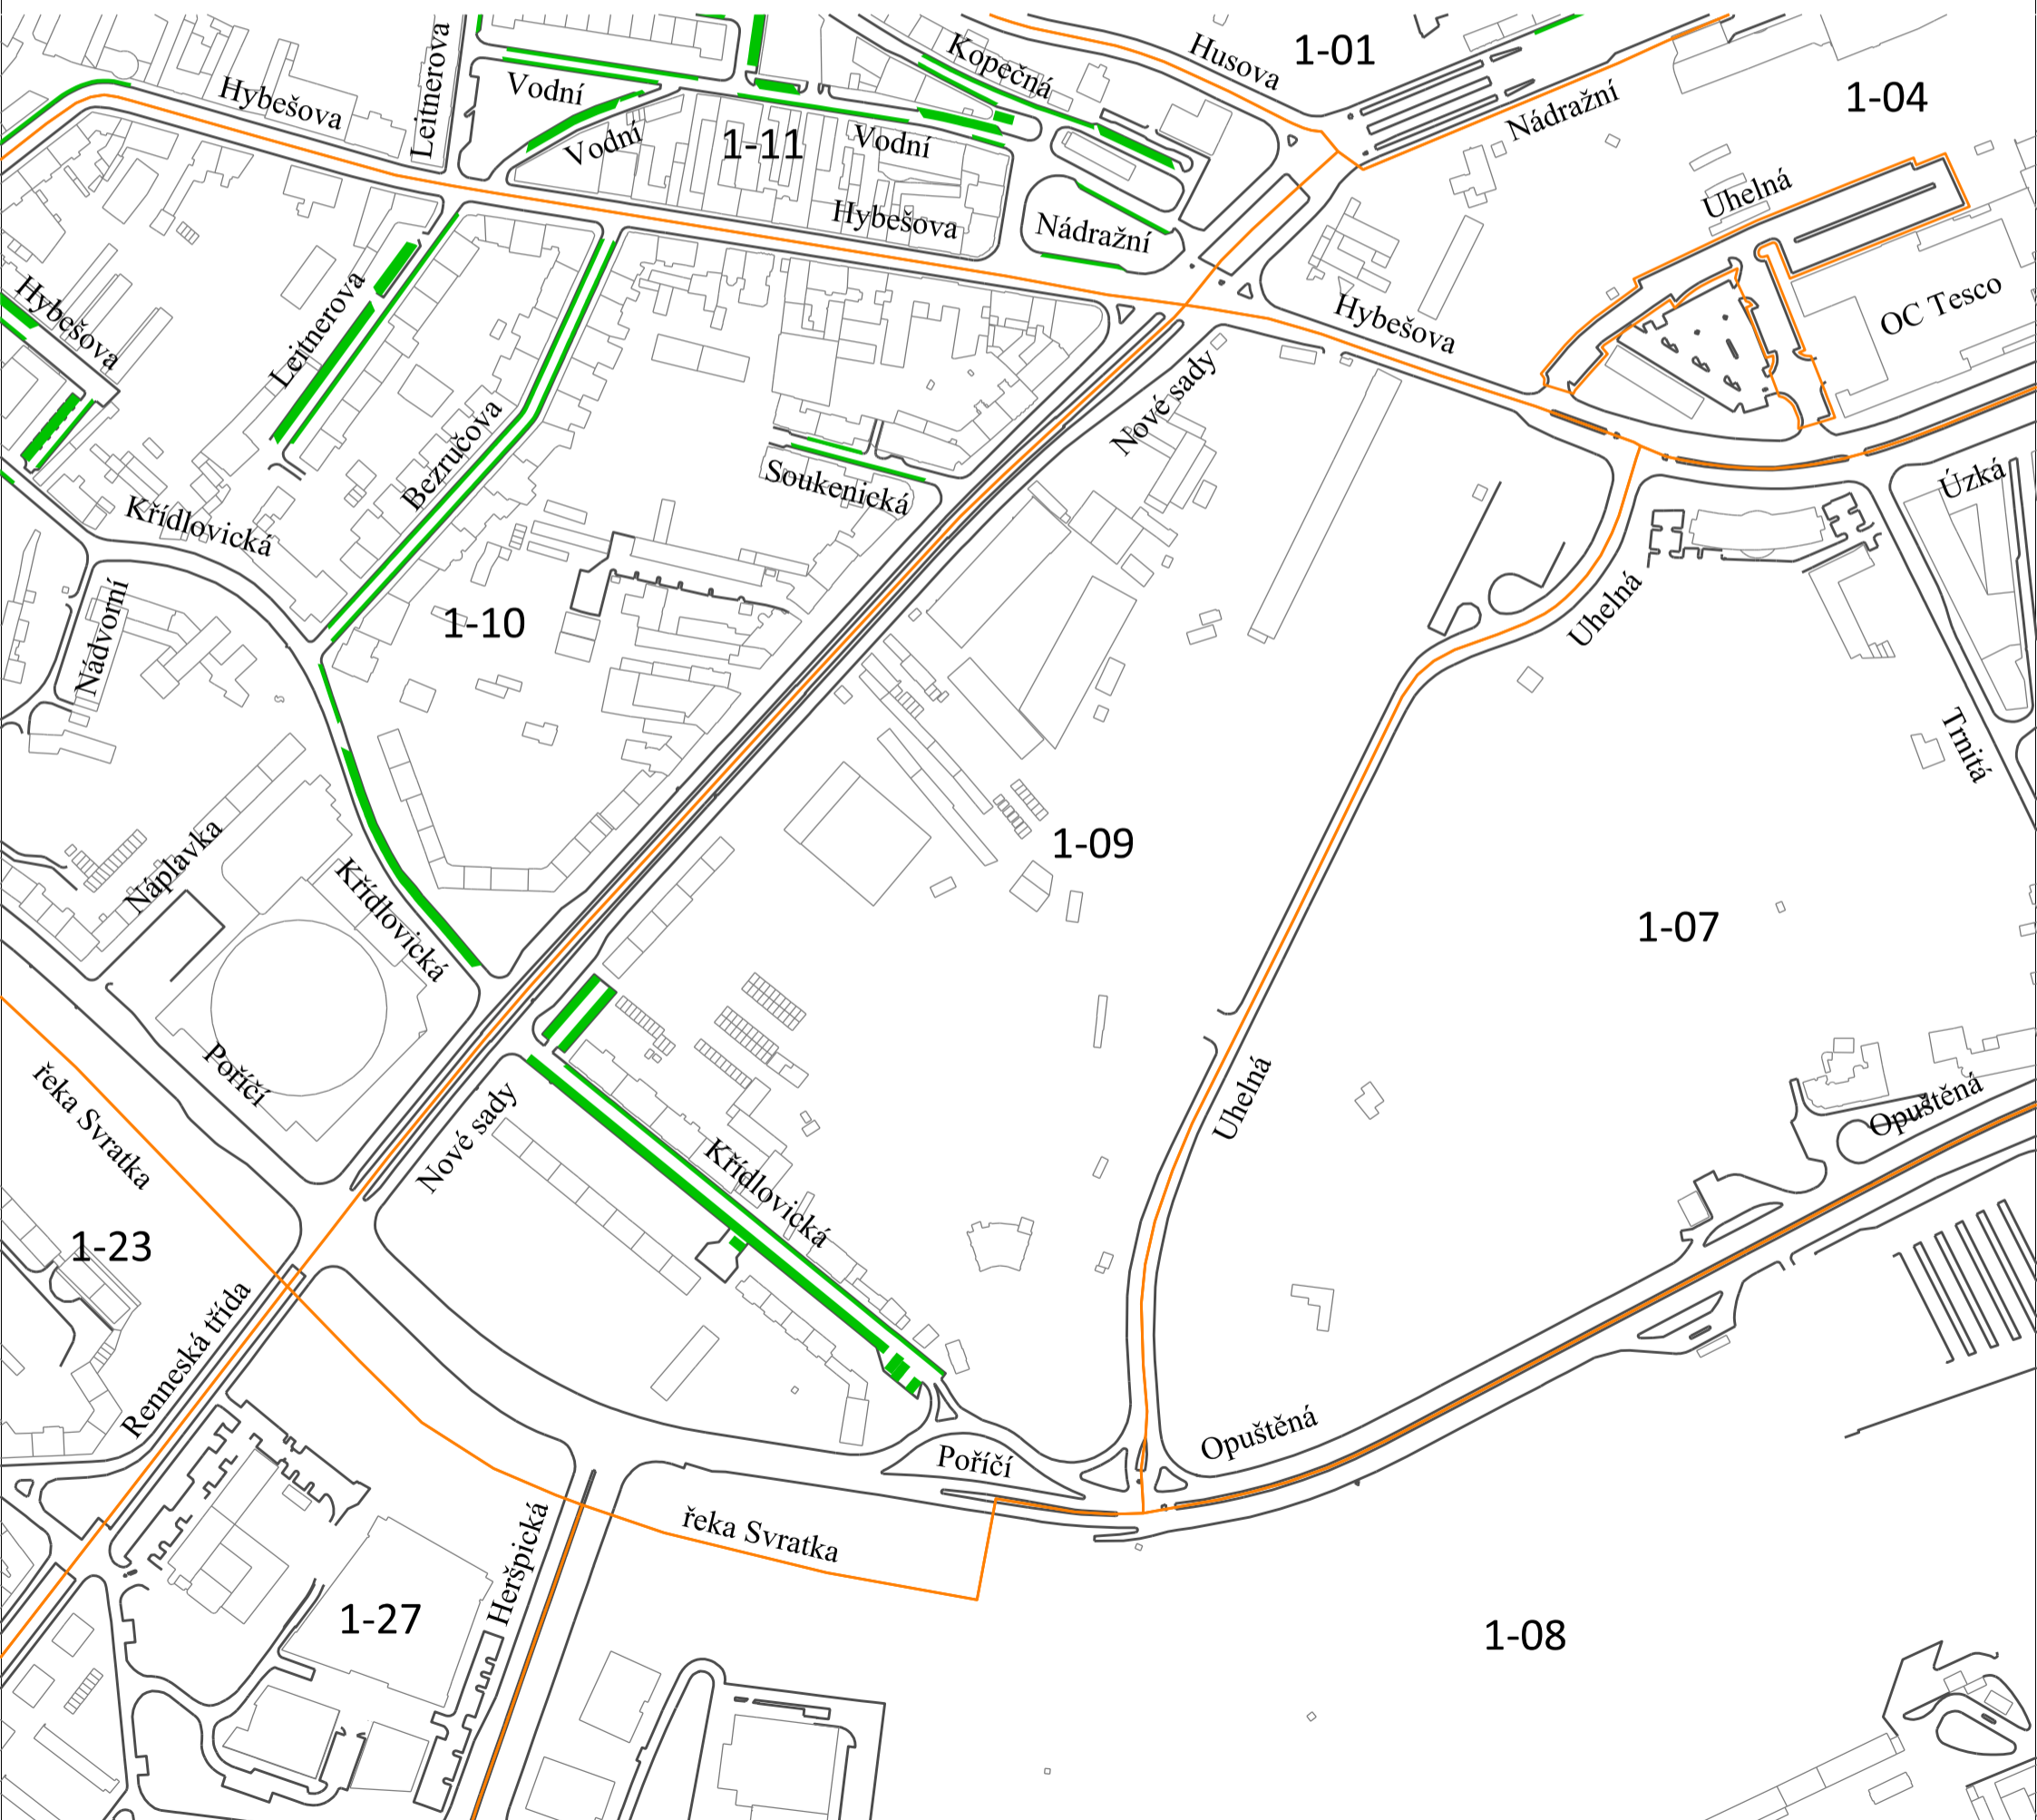 Husova
1-01
Kopečná
Leitnerova
Hybešova
Vodní
Nádražní
1-04
Vodní
1-11
Vodní
Uhelná
Hybešova
Nádražní
Hybešova
Leitnerova
Hybešova
OC Tesco
Nové sady
Bezručova
Soukenická
Úzká
Křídlovická
1-10
Nádvorní
Uhelná
Trnitá
1-09
Náplavka
Křídlovická
1-07
Poříčí
řeka Svratka
Nové sady
Uhelná
Opuštěná
Křídlovická
1-23
Renneská třída
Opuštěná
Poříčí
řeka Svratka
Heršpická
1-27
1-08